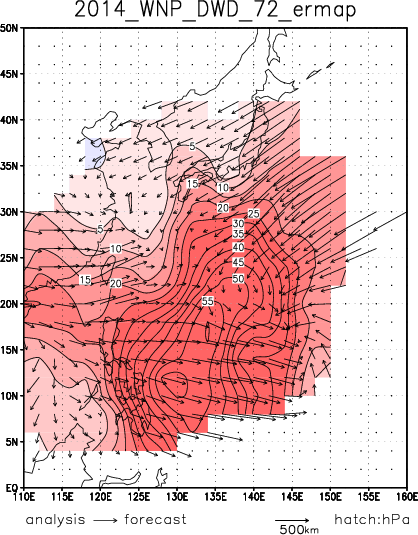 2014_WNP_DWD_72_ermap
50N
45N
40N
5
35N
15
10
20
25
30N
30
5
35
10
40
25N
45
15
20
50
55
20N
15N
10N
5N
EQ
110E 115E 120E 125E 130E 135E 140E 145E 150E 155E 160E
analysis → forecast
hatch:hPa
500km